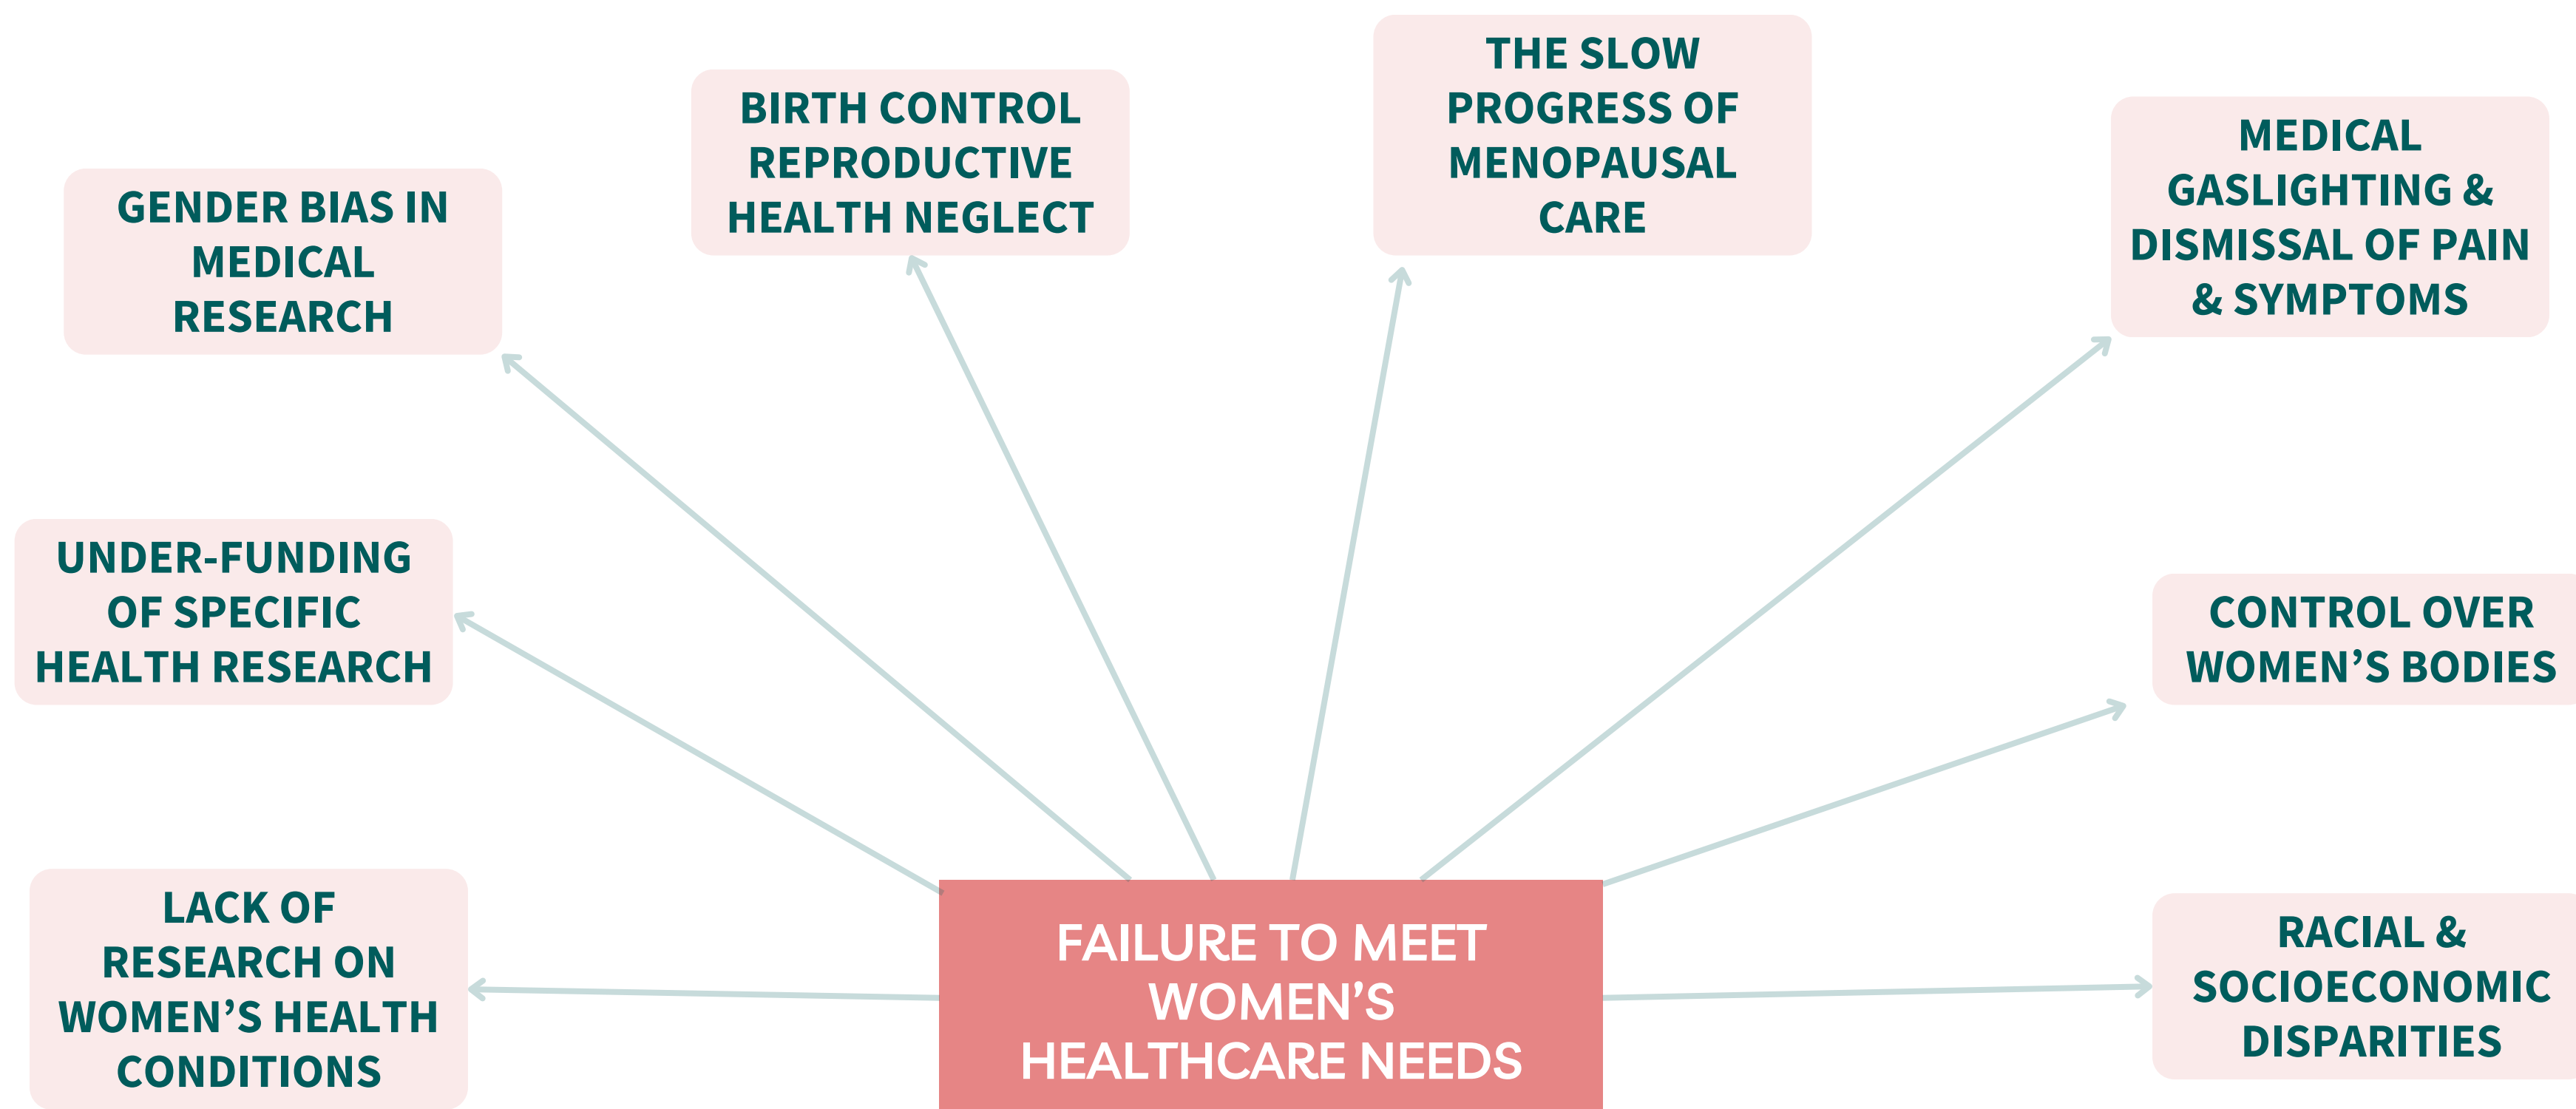 THE SLOW
PROGRESS OF
MENOPAUSAL
CARE
BIRTH CONTROL
REPRODUCTIVE
HEALTH NEGLECT
MEDICAL
GASLIGHTING &
DISMISSAL OF PAIN
& SYMPTOMS
GENDER BIAS IN
MEDICAL
RESEARCH
UNDER-FUNDING
OF SPECIFIC
HEALTH RESEARCH
CONTROL OVER
WOMEN’S BODIES
LACK OF
RESEARCH ON
WOMEN’S HEALTH
CONDITIONS
FAILURE TO MEET
WOMEN’S
HEALTHCARE NEEDS
RACIAL &
SOCIOECONOMIC
DISPARITIES